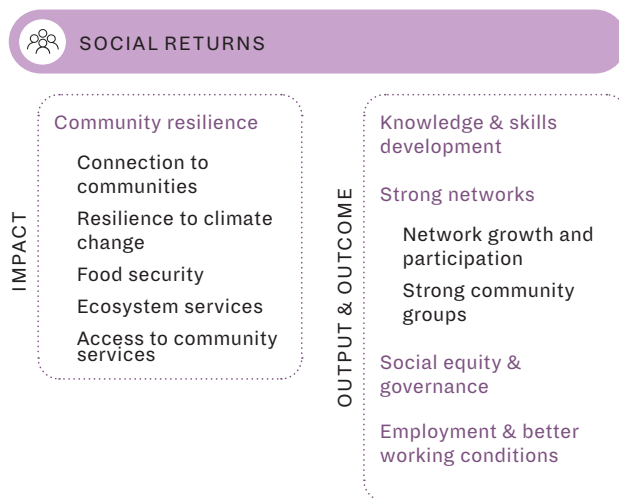 SOCIAL RETURNS
IMPACT
Community resilience
Connection to
communities
Resilience to climate
change
Food security
Ecosystem services
Access to community
services
OUTPUT & OUTCOME
Knowledge & skills
development
Strong networks
Network growth and
participation
Strong community
groups
Social equity &
governance
Employment & better
working conditions